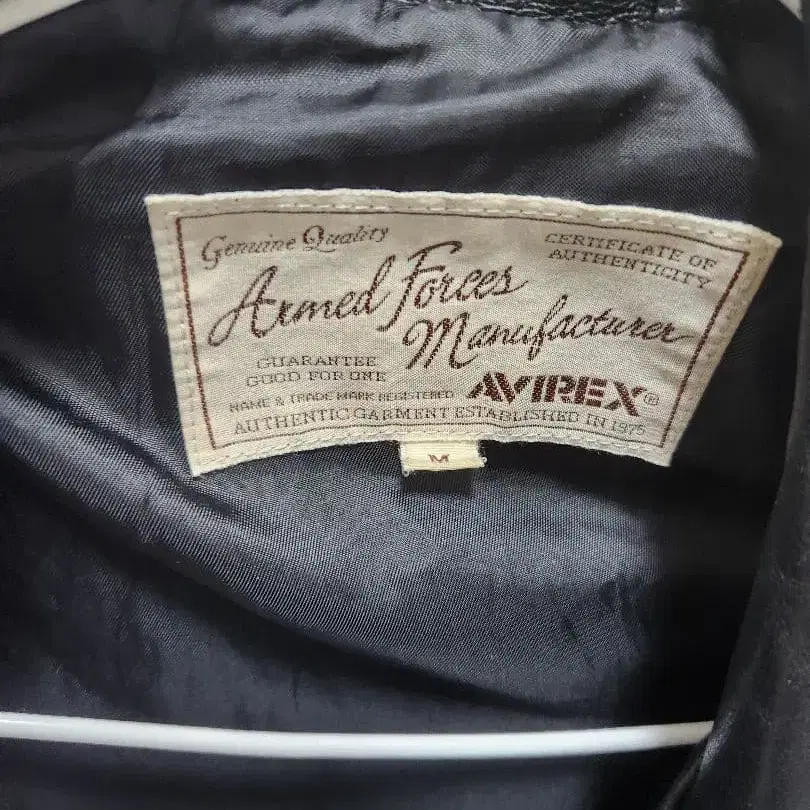 Genuine Quality
CERTIFICATE OF
AUTHENTICITY
Armed Forces
Manufacturer
GUARANTEE
GOOD FOR ONE
NAME & TRADE MARK REGISTERED
AVIREX®
AUTHENTIC GARMENT ESTABLISHED IN 1975
M